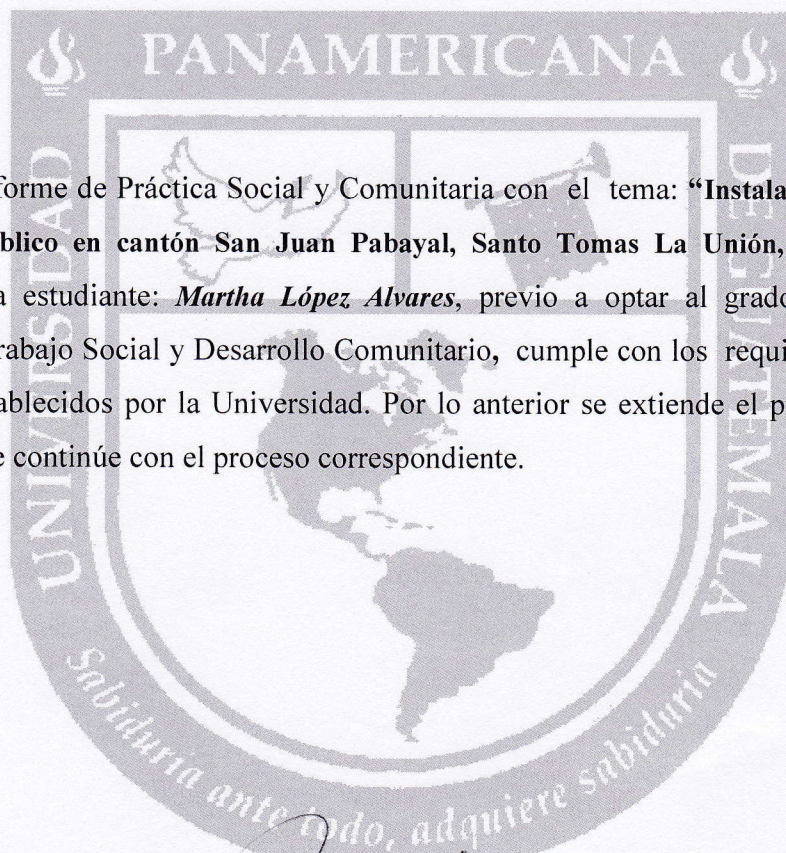 UNIVERSIDAD
PANAMERICANA
DE GUATEMALA
forme de Práctica Social y Comunitaria con el tema: “Instala
blico en cantón San Juan Pabayal, Santo Tomas La Unión,
a estudiante: Martha López Alvares, previo a optar al grado
rabajo Social y Desarrollo Comunitario, cumple con los requi
ablecidos por la Universidad. Por lo anterior se extiende el p
e continúe con el proceso correspondiente.
Sabiduría ante todo, adquiere sabiduría